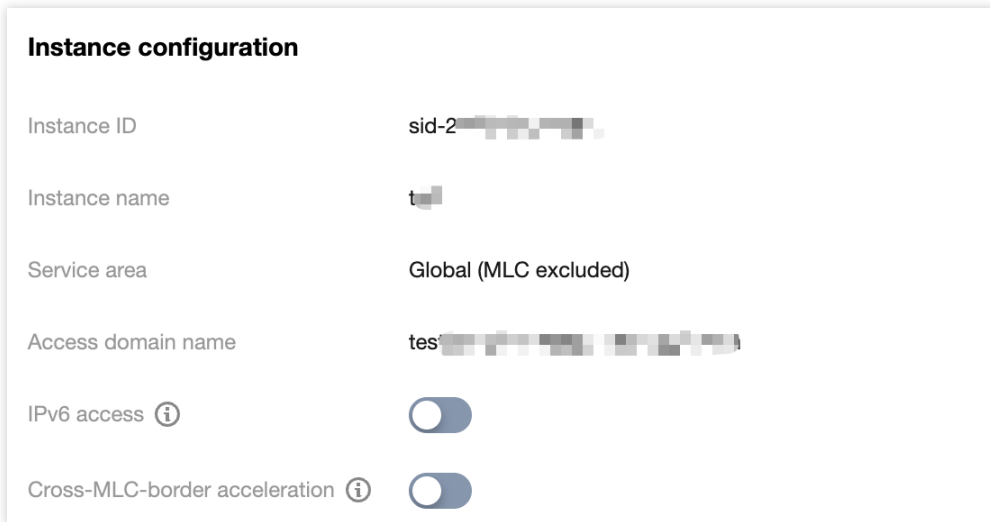 Instance configuration
Instance ID sid-2
Instance name
Service area Global (MLC excluded)
Access domain name
IPv6 access
Cross-MLC-border acceleration